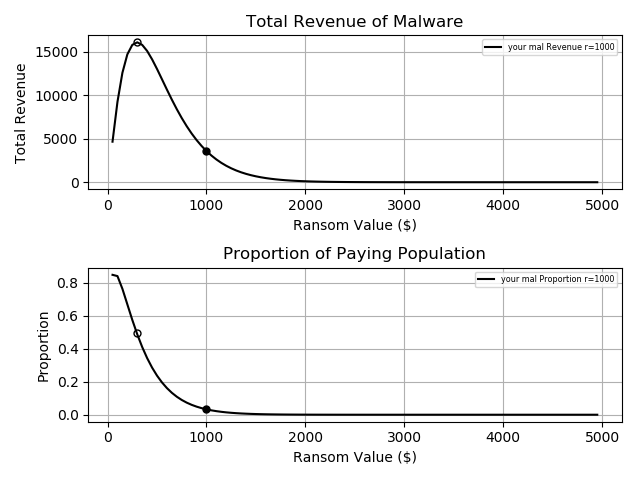 Total Revenue of Malware
your mal Revenue r=1000
Total Revenue
15000
10000
5000
0
0 1000 2000 3000 4000 5000
Ransom Value ($)
Proportion of Paying Population
your mal Proportion r=1000
Proportion
0.8
0.6
0.4
0.2
0.0
0 1000 2000 3000 4000 5000
Ransom Value ($)